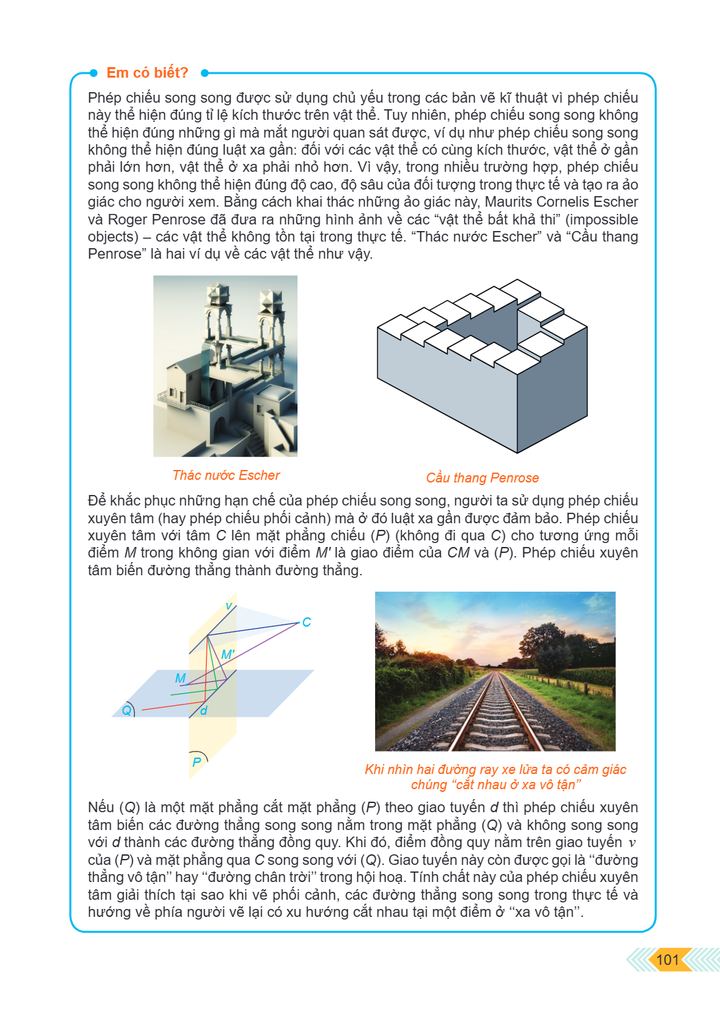 Em có biết?
Phép chiếu song song được sử dụng chủ yếu trong các bản vẽ kĩ thuật vì phép chiếu
này thể hiện đúng tỉ lệ kích thước trên vật thể. Tuy nhiên, phép chiếu song song không
thể hiện đúng những gì mà mắt người quan sát được, ví dụ như phép chiếu song song
không thể hiện đúng luật xa gần: đối với các vật thể có cùng kích thước, vật thể ở gần
phải lớn hơn, vật thể ở xa phải nhỏ hơn. Vì vậy, trong nhiều trường hợp, phép chiếu
song song không thể hiện đúng độ cao, độ sâu của đối tượng trong thực tế và tạo ra ảo
giác cho người xem. Bằng cách khai thác những ảo giác này, Maurits Cornelis Escher
và Roger Penrose đã đưa ra những hình ảnh về các “vật thể bất khả thi” (impossible
objects) – các vật thể không tồn tại trong thực tế. “Thác nước Escher” và “Cầu thang
Penrose” là hai ví dụ về các vật thể như vậy.
Thác nước Escher
Cầu thang Penrose
Để khắc phục những hạn chế của phép chiếu song song, người ta sử dụng phép chiếu
xuyên tâm (hay phép chiếu phối cảnh) mà ở đó luật xa gần được đảm bảo. Phép chiếu
xuyên tâm với tâm C lên mặt phẳng chiếu (P) (không đi qua C) cho tương ứng mỗi
điểm M trong không gian với điểm M' là giao điểm của CM và (P). Phép chiếu xuyên
tâm biến đường thẳng thành đường thẳng.
v
C
M'
M
Q
d
P
Khi nhìn hai đường ray xe lửa ta có cảm giác
chúng “cắt nhau ở xa vô tận”
Nếu (Q) là một mặt phẳng cắt mặt phẳng (P) theo giao tuyến d thì phép chiếu xuyên
tâm biến các đường thẳng song song nằm trong mặt phẳng (Q) và không song song
với d thành các đường thẳng đồng quy. Khi đó, điểm đồng quy nằm trên giao tuyến v
của (P) và mặt phẳng qua C song song với (Q). Giao tuyến này còn được gọi là “đường
thẳng vô tận” hay “đường chân trời” trong hội hoạ. Tính chất này của phép chiếu xuyên
tâm giải thích tại sao khi vẽ phối cảnh, các đường thẳng song song trong thực tế và
hướng về phía người vẽ lại có xu hướng cắt nhau tại một điểm ở “xa vô tận”.
101